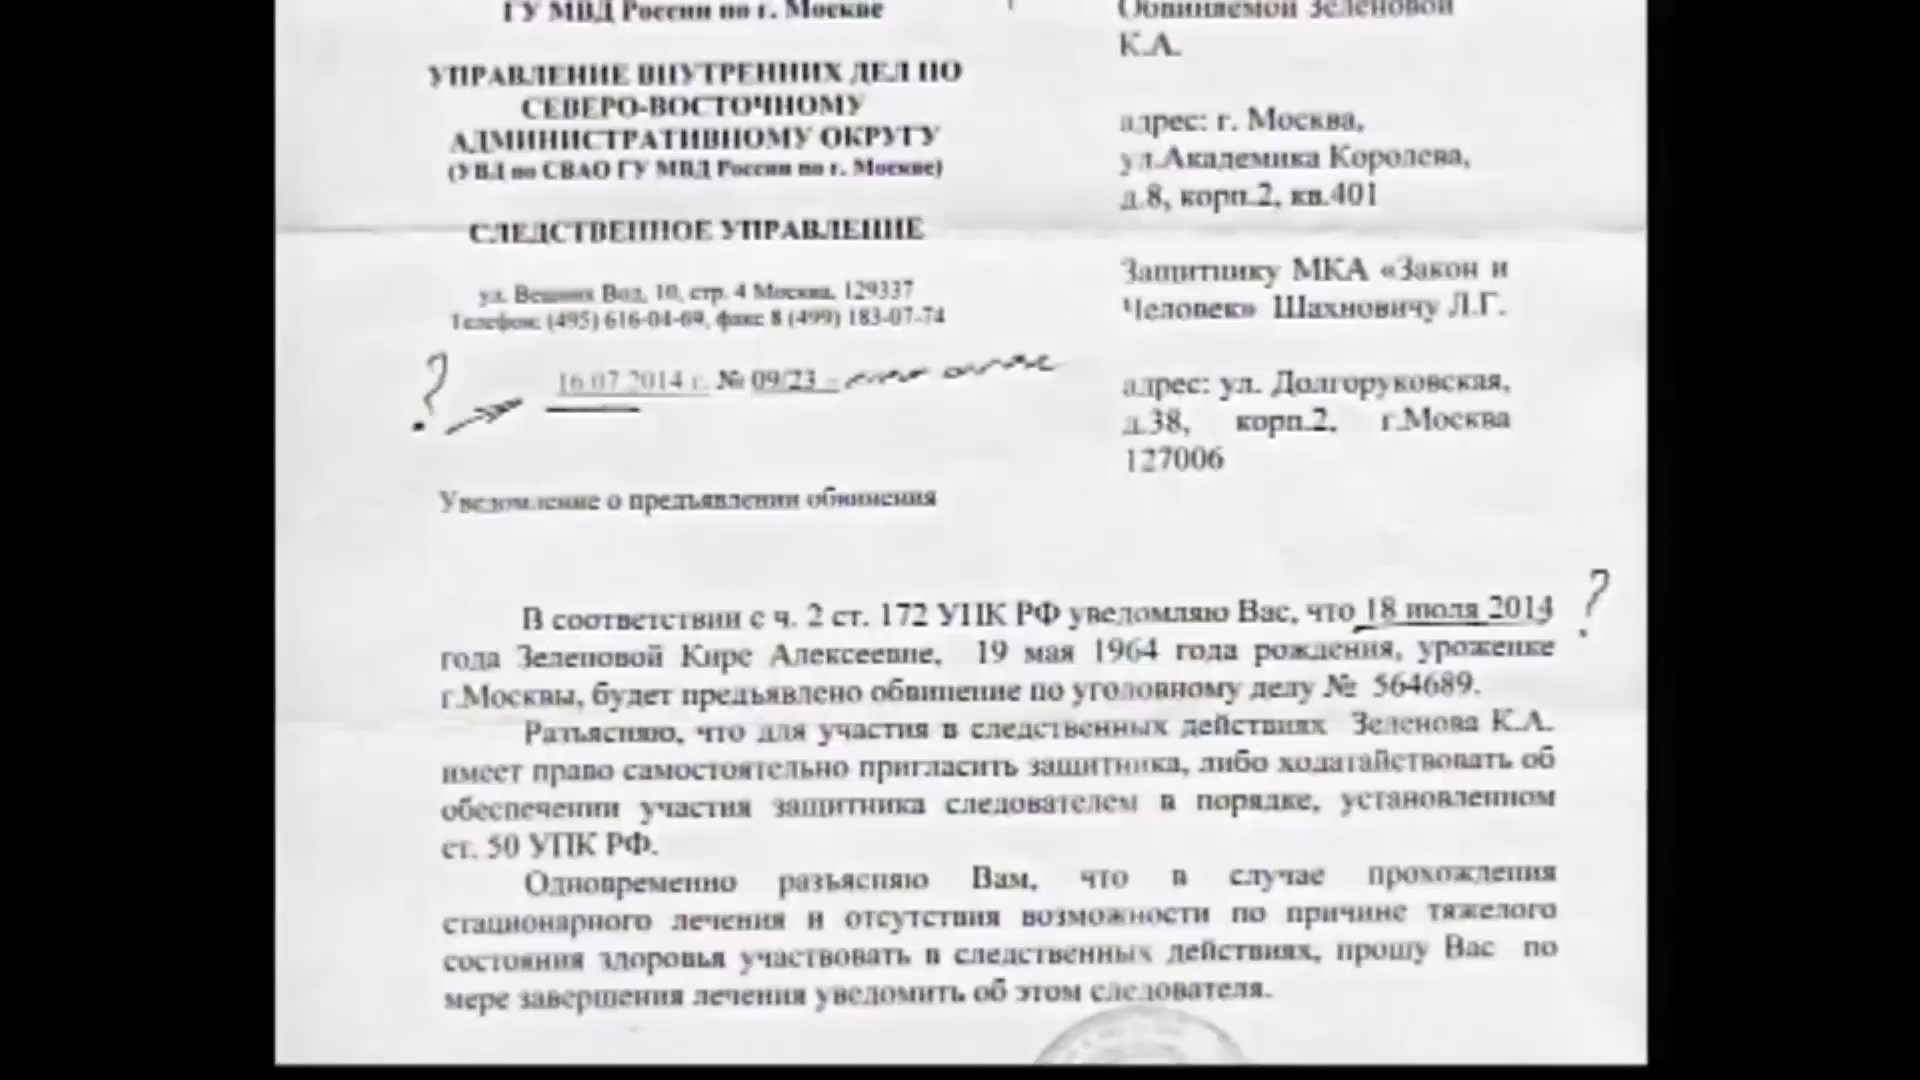 ГУ МВД России по г. Москве
УПРАВЛЕНИЕ ВНУТРЕННИХ ДЕЛ ПО
СЕВЕРО-ВОСТОЧНОМУ
АДМИНИСТРАТИВНОМУ ОКРУГУ
(УВД по СВАО ГУ МВД России по г. Москве)
СЛЕДСТВЕННОЕ УПРАВЛЕНИЕ
ул. Вешних Вод, 10, стр. 4 Москва, 129337
Телефон: (495) 616-04-69, факс 8 (499) 183-07-74
? 16.07.2014 г. № 09/23 -
Обвиняемой Зеленовой
К.А.
адрес: г. Москва,
ул.Академика Королева,
д.8, корп.2, кв.401
Защитнику МКА «Закон и
Человек» Шахновичу Л.Г.
адрес: ул. Долгоруковская,
д.38, корп.2, г.Москва
127006
Уведомление о предъявлении обвинения
В соответствии с ч. 2 ст. 172 УПК РФ уведомляю Вас, что 18 июля 2014 ?
года Зеленовой Кире Алексеевне, 19 мая 1964 года рождения, уроженке
г.Москвы, будет предъявлено обвинение по уголовному делу № 564689.
Разъясняю, что для участия в следственных действиях Зеленова К.А.
имеет право самостоятельно пригласить защитника, либо ходатайствовать об
обеспечении участия защитника следователем в порядке, установленном
ст. 50 УПК РФ.
Одновременно разъясняю Вам, что в случае прохождения
стационарного лечения и отсутствия возможности по причине тяжелого
состояния здоровья участвовать в следственных действиях, прошу Вас по
мере завершения лечения уведомить об этом следователя.